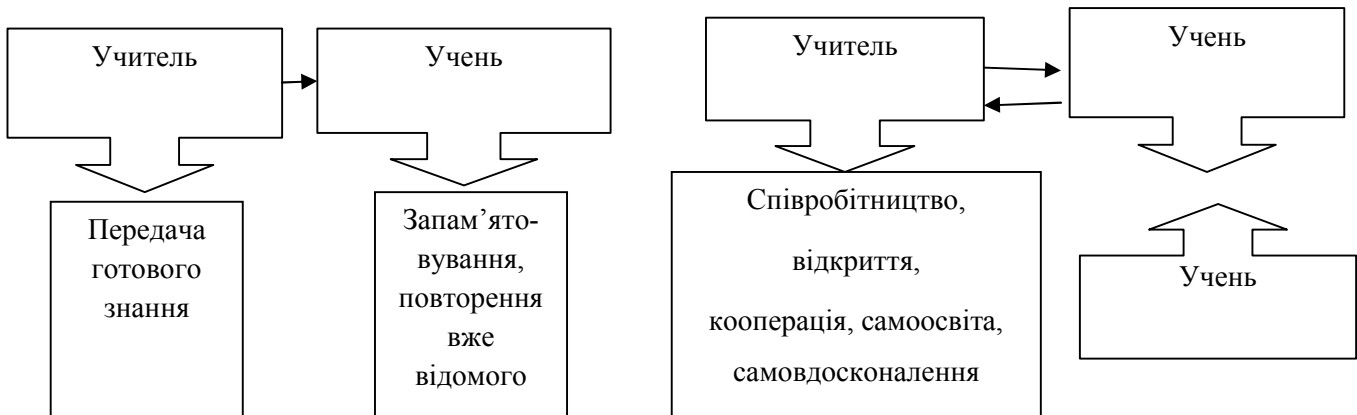 Учитель
Учень
Передача
готового
знання
Запам’ято-
вування,
повторення
вже
відомого
Учитель
Учень
Співробітництво,
відкриття,
кооперація, самоосвіта,
самовдосконалення
Учень